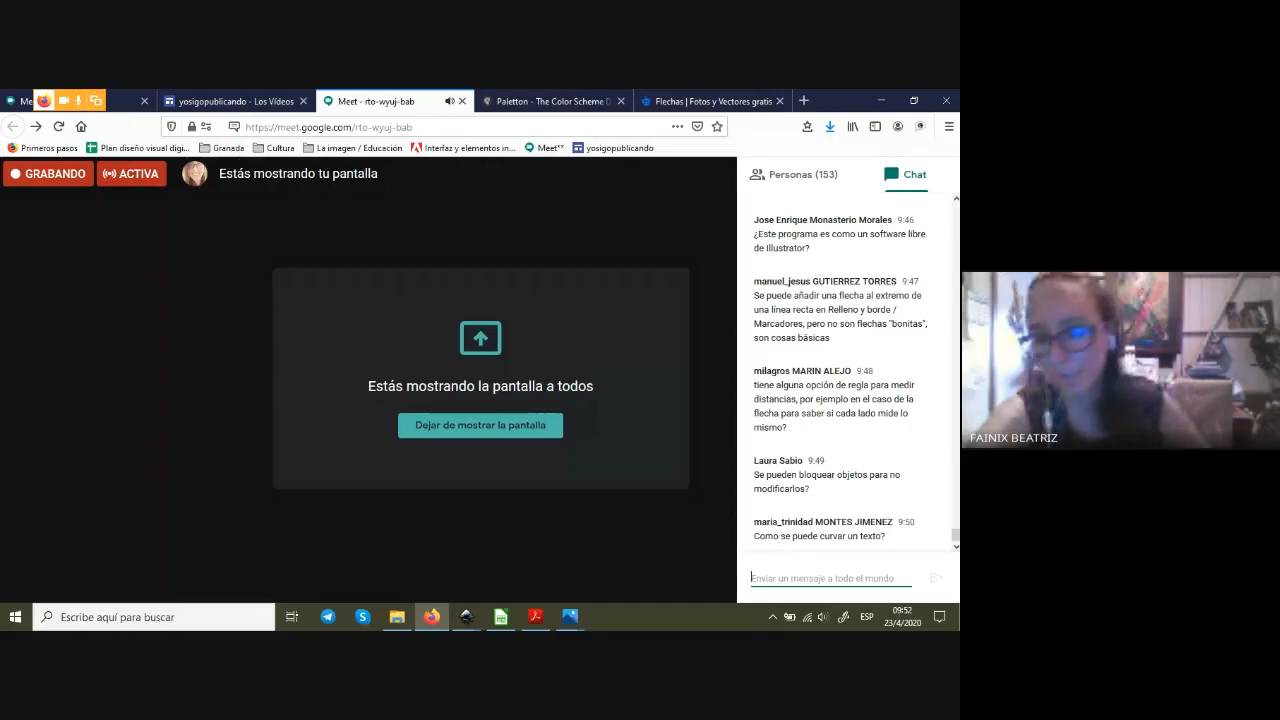 Me
yosigopublicando - Los Vídeos
Meet - rto-wyuj-bab
Paletton - The Color Scheme D
Flechas | Fotos y Vectores gratis
https://meet.google.com/rto-wyuj-bab
Primeros pasos
Plan diseño visual digi...
Granada
Cultura
La imagen / Educación
Interfaz y elementos in...
Meet**
yosigopublicando
GRABANDO
ACTIVA
Estás mostrando tu pantalla
Personas (153)
Chat
Jose Enrique Monasterio Morales 9:46
¿Este programa es como un software libre
de Illustrator?
manuel_jesus GUTIERREZ TORRES 9:47
Se puede añadir una flecha al extremo de
una línea recta en Relleno y borde /
Marcadores, pero no son flechas "bonitas",
son cosas básicas
milagros MARIN ALEJO 9:48
tiene alguna opción de regla para medir
distancias, por ejemplo en el caso de la
flecha para saber si cada lado mide lo
mismo?
Laura Sabio 9:49
Se pueden bloquear objetos para no
modificarlos?
maria_trinidad MONTES JIMENEZ 9:50
Como se puede curvar un texto?
Enviar un mensaje a todo el mundo
Estás mostrando la pantalla a todos
Dejar de mostrar la pantalla
FAINIX BEATRIZ
Escribe aquí para buscar
ESP
09:52
23/4/2020